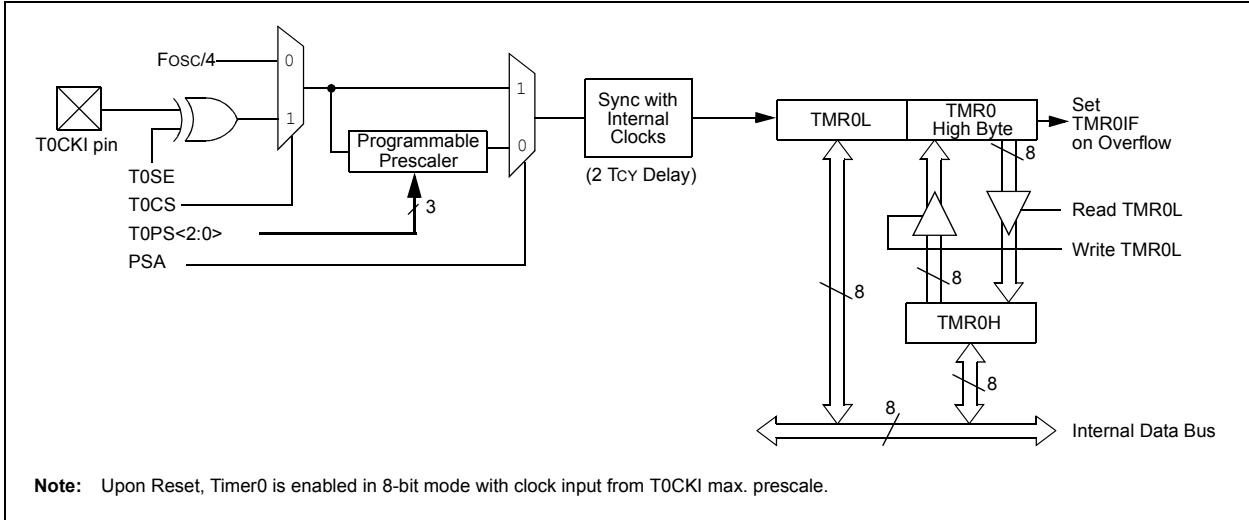 FOSC/4
0
1
T0CKI pin
T0SE
T0CS
T0PS<2:0>
PSA
Programmable
Prescaler
3
1
0
Sync with
Internal
Clocks
(2 TCY Delay)
TMR0L
TMR0
High Byte
Set
TMR0IF
on Overflow
8
Read TMR0L
Write TMR0L
8
8
TMR0H
8
8
Internal Data Bus
Note: Upon Reset, Timer0 is enabled in 8-bit mode with clock input from T0CKI max. prescale.